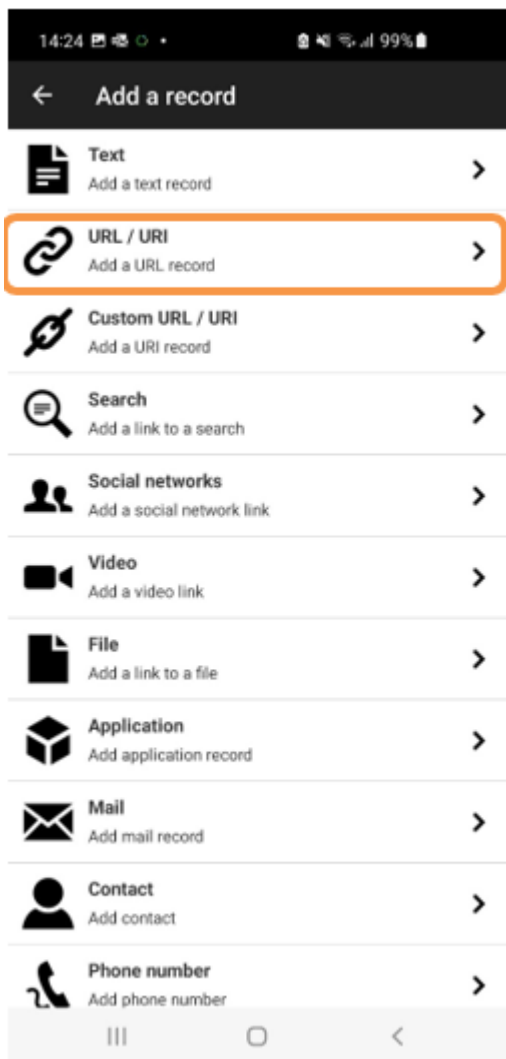 14:24 99%
Add a record
Text
Add a text record
URL / URI
Add a URL record
Custom URL / URI
Add a URI record
Search
Add a link to a search
Social networks
Add a social network link
Video
Add a video link
File
Add a link to a file
Application
Add application record
Mail
Add mail record
Contact
Add contact
Phone number
Add phone number